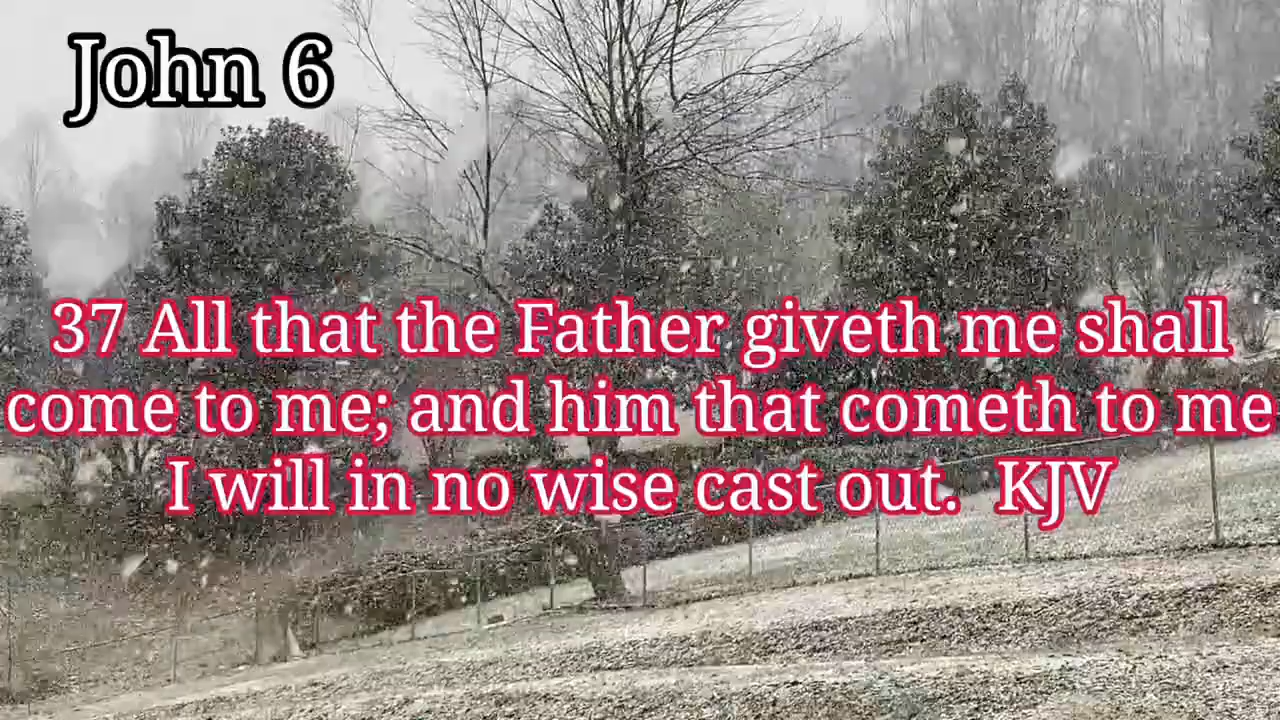 John 6
37 All that the Father giveth me shall
come to me; and him that cometh to me
I will in no wise cast out. KJV